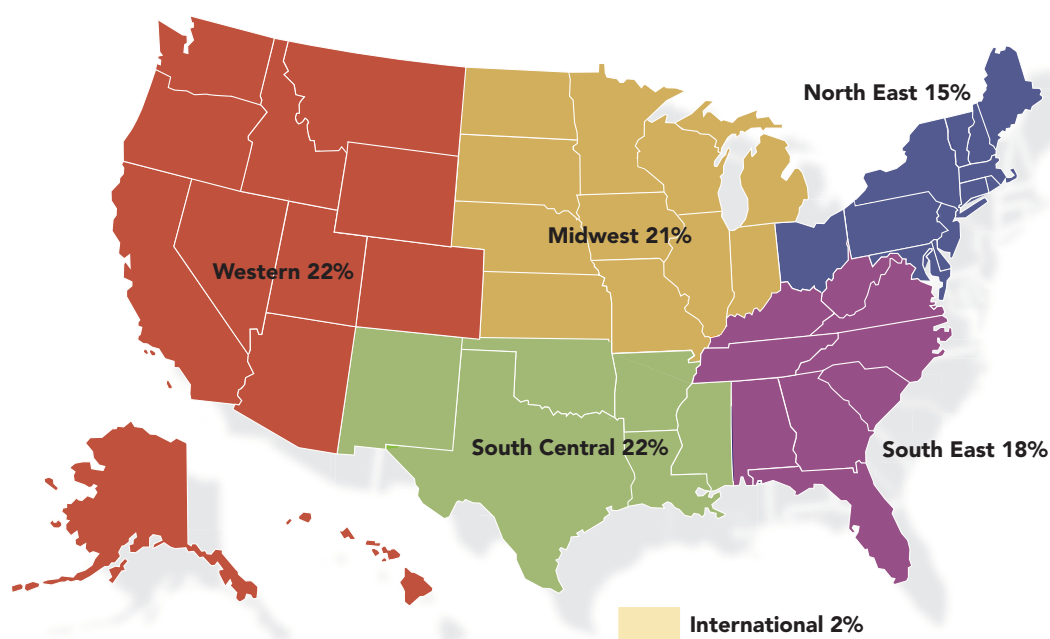 North East 15%
Midwest 21%
Western 22%
South Central 22%
South East 18%
International 2%